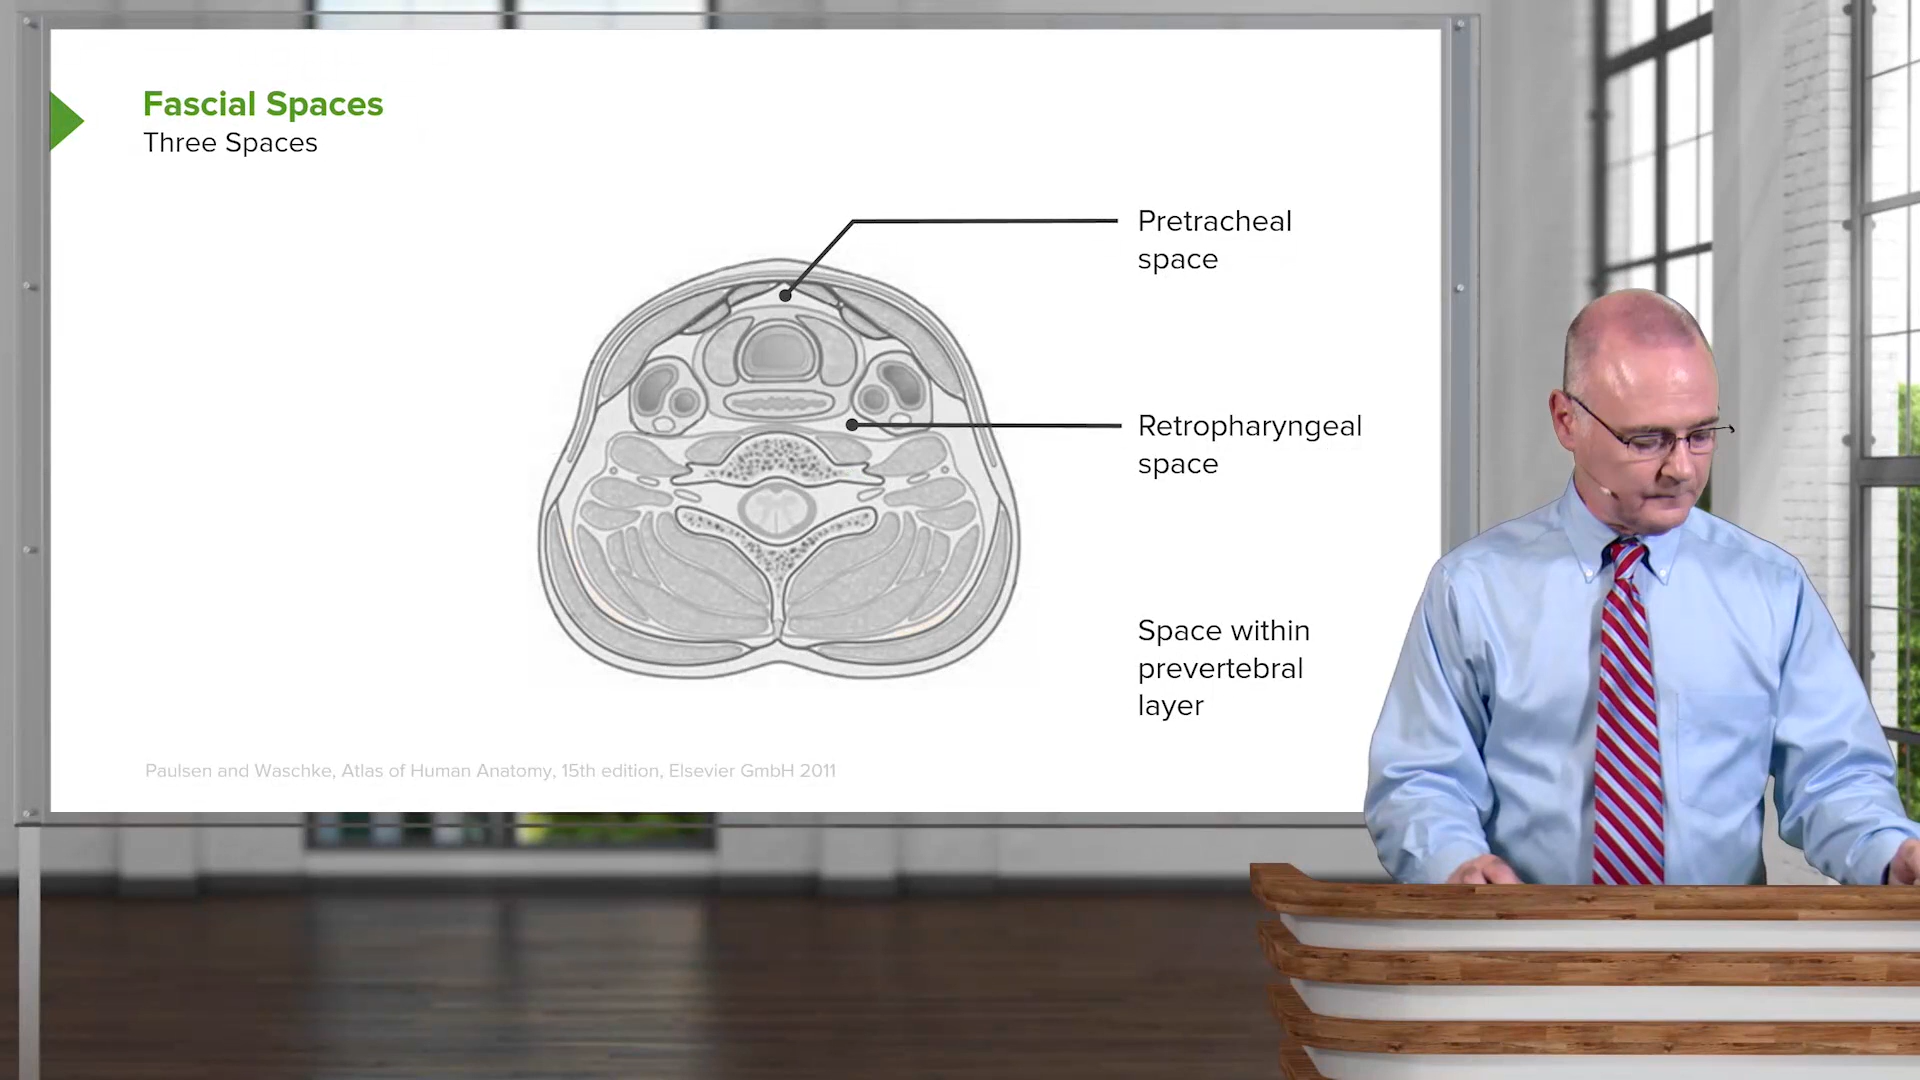 Fascial Spaces
Three Spaces
Pretracheal
space
Retropharyngeal
space
Space within
prevertebral
layer
Paulsen and Waschke, Atlas of Human Anatomy, 15th edition, Elsevier GmbH 2011